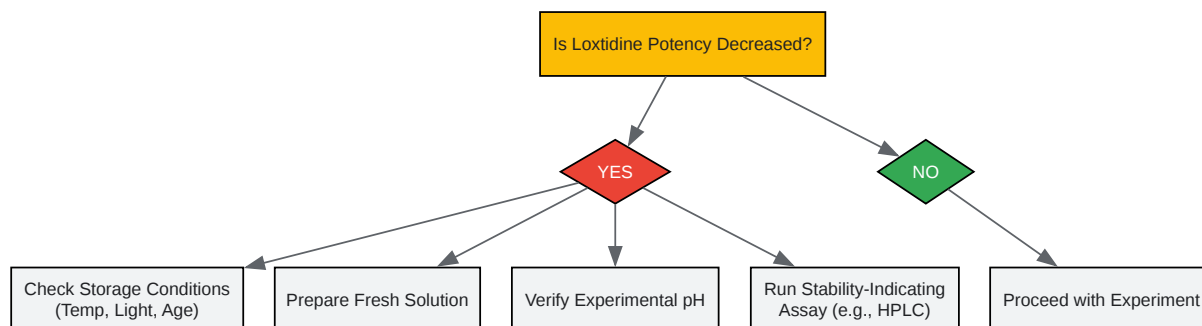 Is Loxtidine Potency Decreased?
YES
NO
Check Storage Conditions
(Temp, Light, Age)
Prepare Fresh Solution
Verify Experimental pH
Run Stability-Indicating
Assay (e.g., HPLC)
Proceed with Experiment